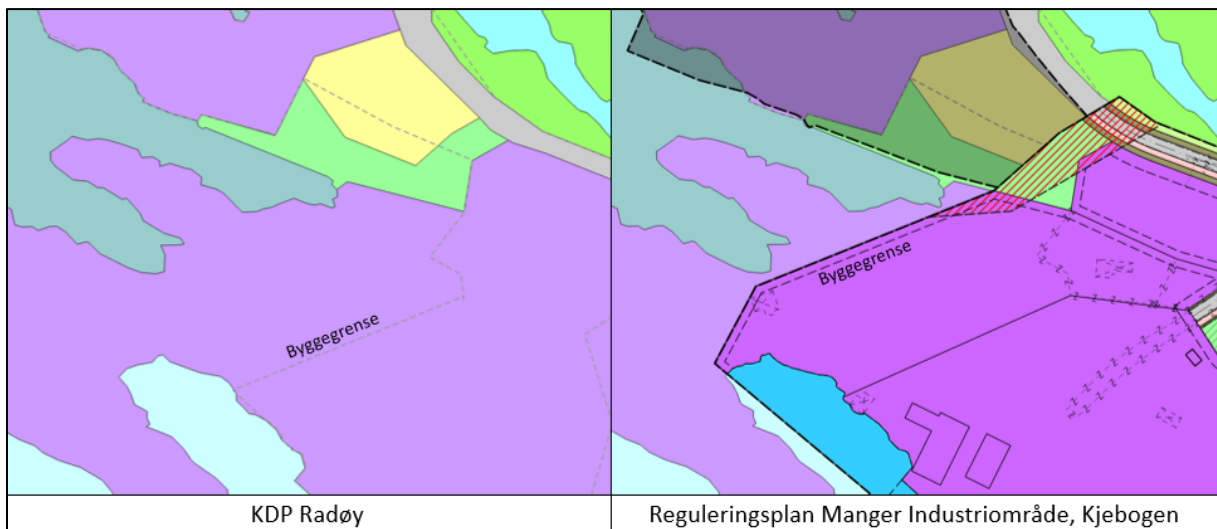 Byggegrense
Byggegrense
KDP Radøy
Reguleringsplan Manger Industriområde, Kjebogen